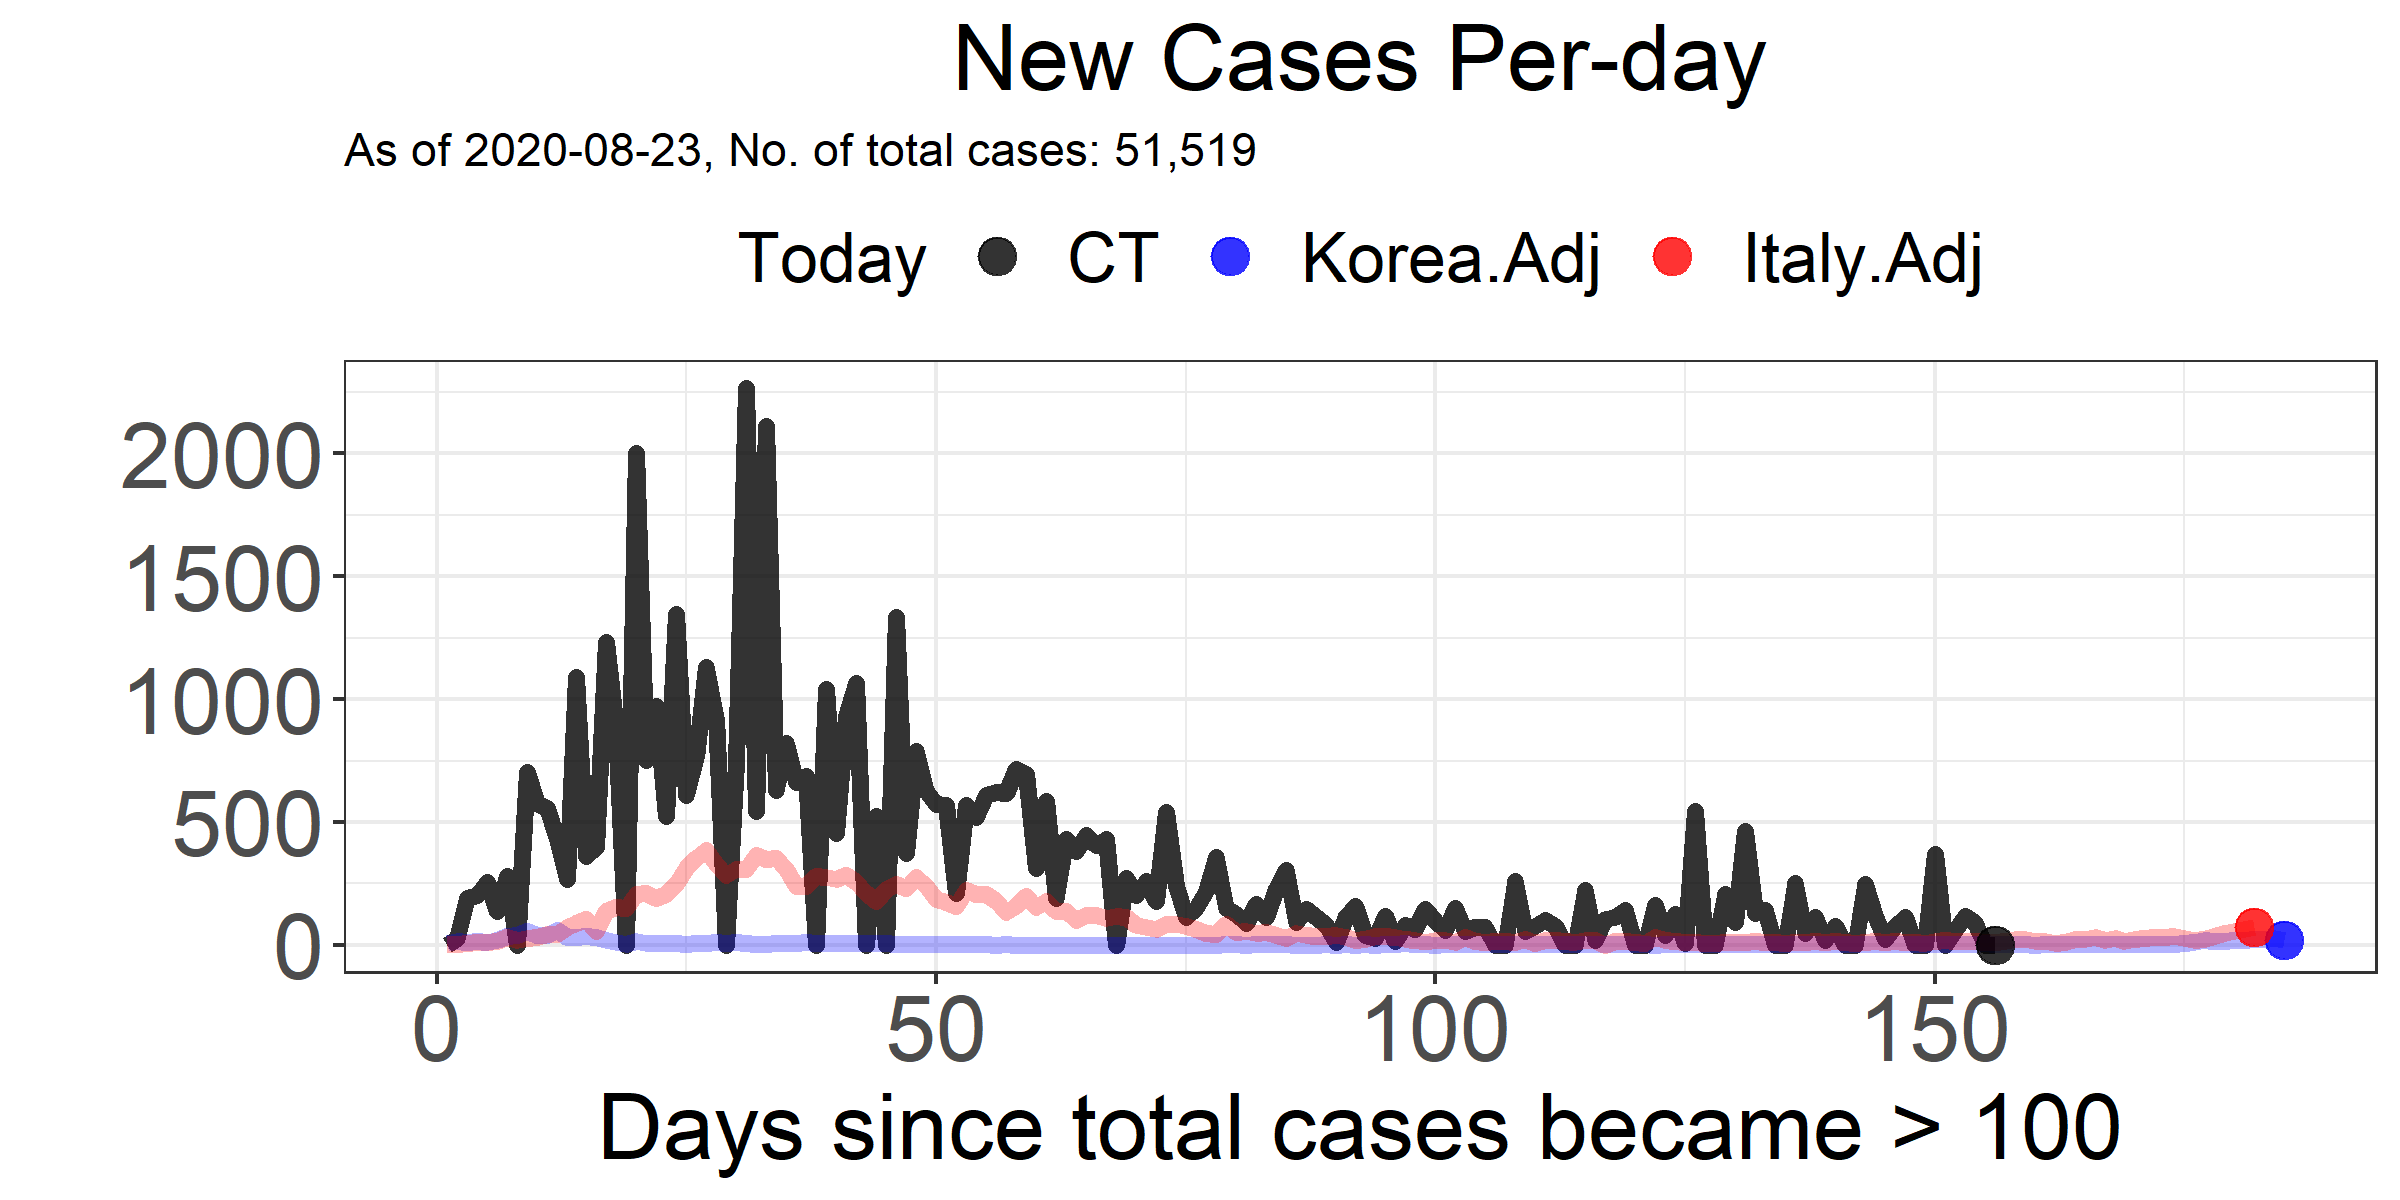 New Cases Per-day
As of 2020-08-23, No. of total cases: 51,519
Today CT Korea.Adj Italy.Adj
2000
1500
1000
500
0
0 50 100 150
Days since total cases became > 100